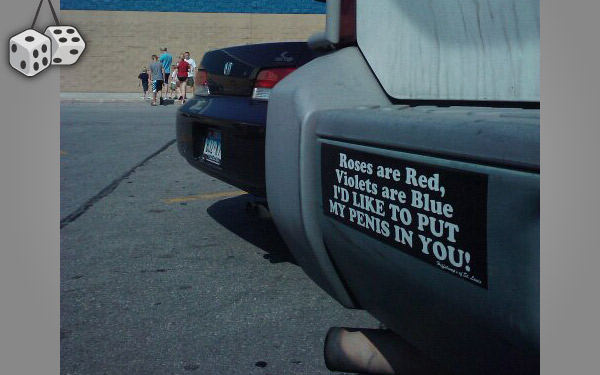 Roses are Red,
Violets are Blue
I'D LIKE TO PUT
MY PENIS IN YOU!